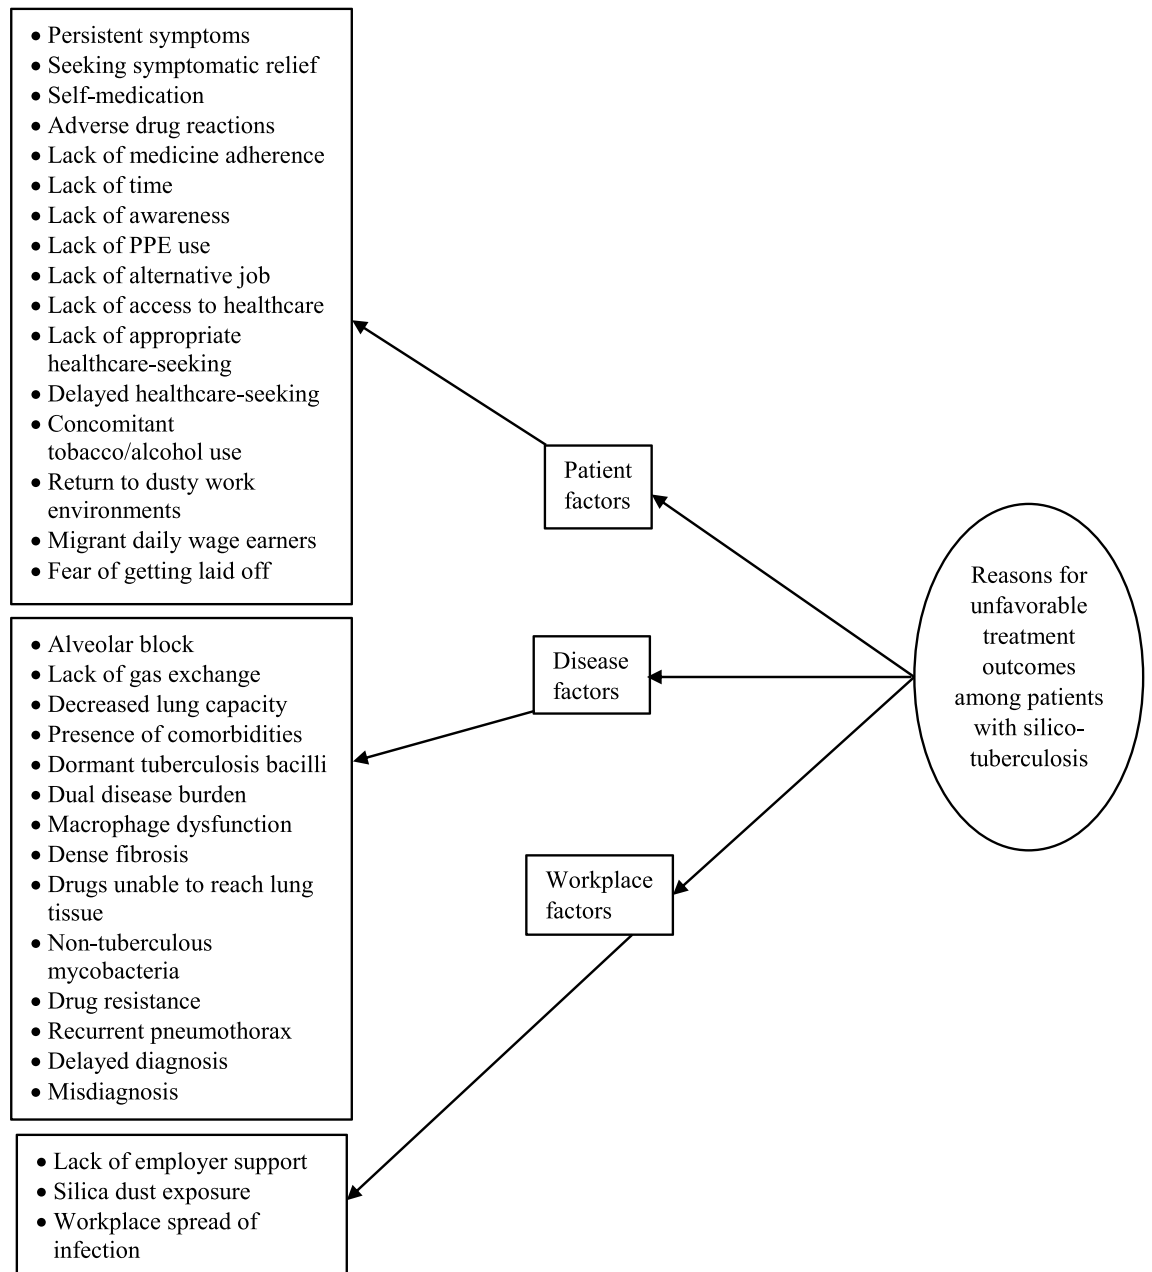 • Persistent symptoms
• Seeking symptomatic relief
• Self-medication
• Adverse drug reactions
• Lack of medicine adherence
• Lack of time
• Lack of awareness
• Lack of PPE use
• Lack of alternative job
• Lack of access to healthcare
• Lack of appropriate
healthcare-seeking
• Delayed healthcare-seeking
• Concomitant
tobacco/alcohol use
• Return to dusty work
environments
• Migrant daily wage earners
• Fear of getting laid off
• Alveolar block
• Lack of gas exchange
• Decreased lung capacity
• Presence of comorbidities
• Dormant tuberculosis bacilli
• Dual disease burden
• Macrophage dysfunction
• Dense fibrosis
• Drugs unable to reach lung
tissue
• Non-tuberculous
mycobacteria
• Drug resistance
• Recurrent pneumothorax
• Delayed diagnosis
• Misdiagnosis
• Lack of employer support
• Silica dust exposure
• Workplace spread of
infection
Patient
factors
Disease
factors
Workplace
factors
Reasons for
unfavorable
treatment
outcomes
among patients
with silico-
tuberculosis